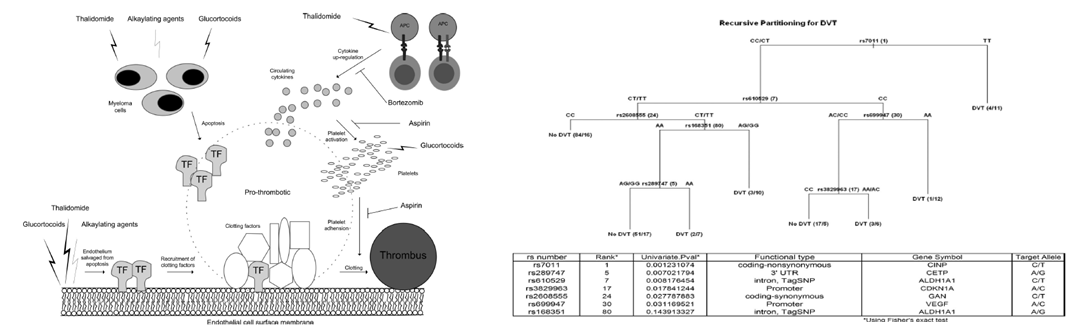 Thalidomide
Alkaylating agents
Glucortocoids
Thalidomide
APC
APC
Cytokine
up-regulation
Circulating
cytokines
Myeloma
cells
Bortezomib
Apoptosis
Aspirin
Platelet
activation
Glucortocoids
TF
TF
TF
Platelets
Pro-thrombotic
Thalidomide
Glucortocoids
Alkaylating agents
Aspirin
Clotting factors
Platelet
adhension
Endothelium
salvaged from
apoptosis
Recruitment of
clotting factors
Clotting
Thrombus
TF
TF
TF
Endothelial cell surface membrane
Recursive Partitioning for DVT
CC/CT rs7011 (1) TT
CT/TT rs610529 (7) CC
DVT (4/11)
CC rs2608555 (24) CT/TT
AC/CC rs699947 (30) AA
No DVT (84/16)
AA rs168351 (80) AG/GG
AG/GG rs289747 (5) AA
DVT (3/10)
CC rs3829963 (17) AA/AC
DVT (1/12)
No DVT (51/17)
DVT (2/7)
No DVT (17/5)
DVT (3/6)
rs number Rank* Univariate.Pval* Functional type Gene Symbol Target Allele
rs7011 1 0.001231074 coding-nonsynonymous CINP C/T
rs289747 5 0.007021794 3' UTR CETP A/G
rs610529 7 0.008176454 intron, TagSNP ALDH1A1 C/T
rs3829963 17 0.017841244 Promoter CDKN1A A/C
rs2608555 24 0.027787883 coding-synonymous GAN C/T
rs699947 30 0.031169521 Promoter VEGF A/C
rs168351 80 0.143913327 intron, TagSNP ALDH1A1 A/G
*Using Fisher's exact test